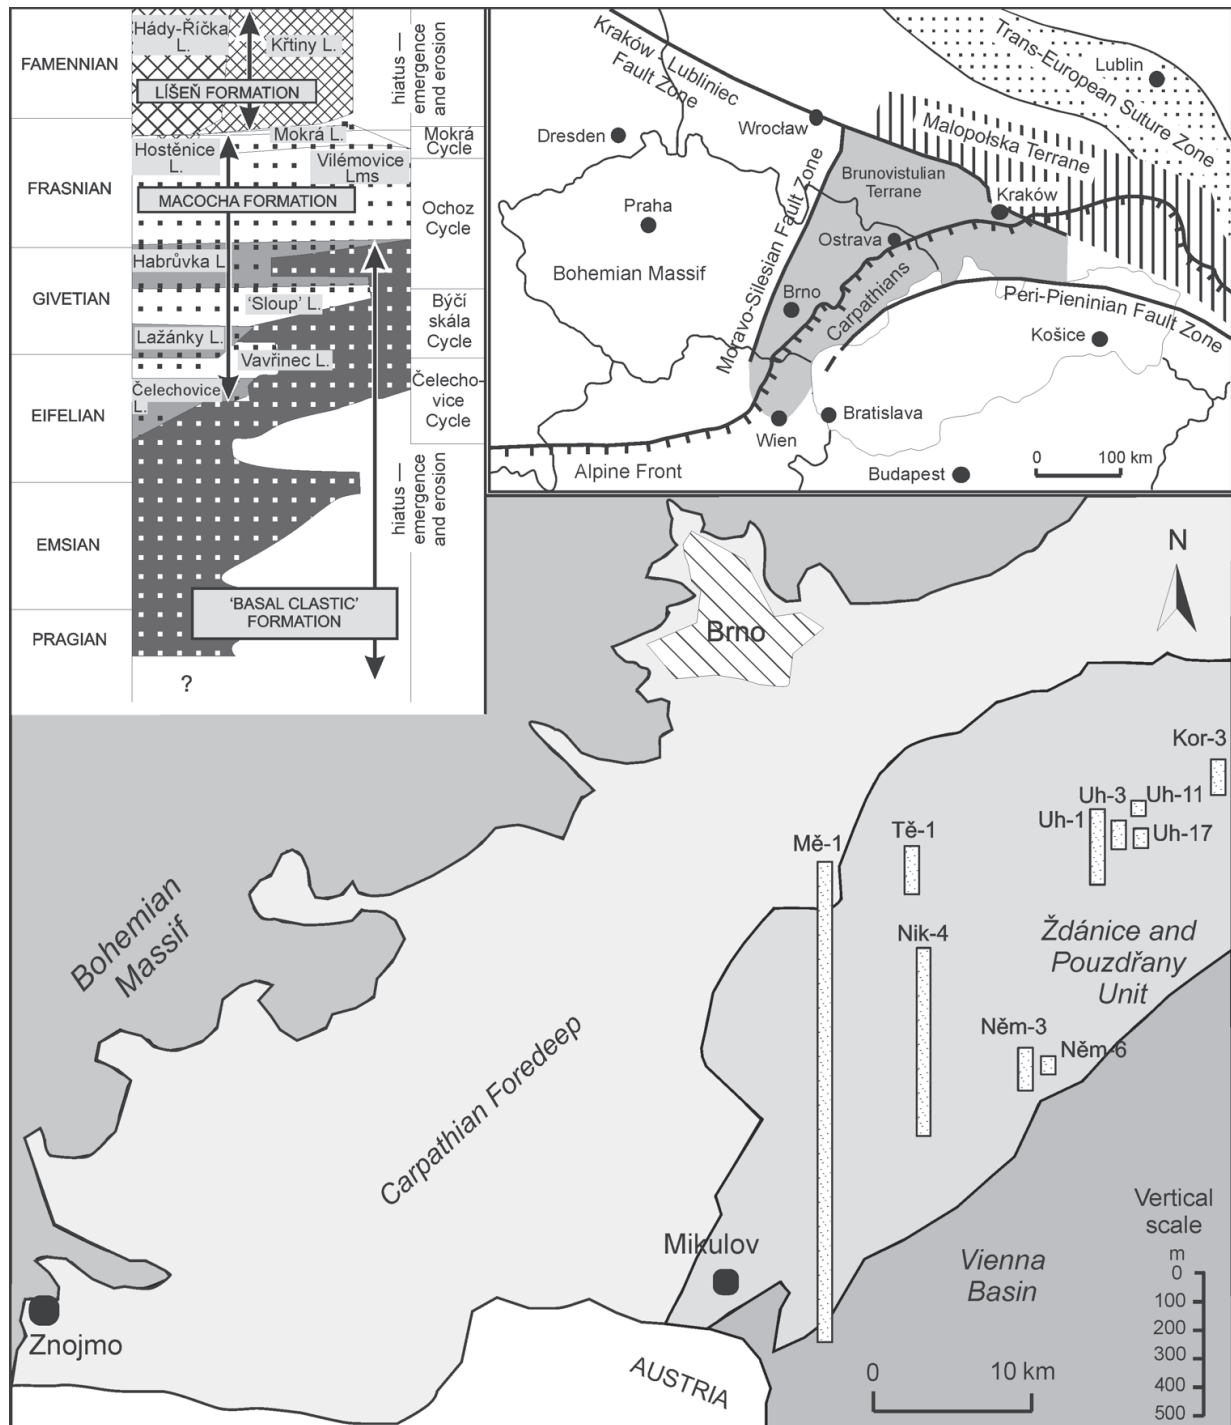 FAMENNIAN
FRASNIAN
GIVETIAN
EIFELIAN
EMSIAN
PRAGIAN
Hády-Říčka
L.
Křtiny L.
LÍŠEŇ FORMATION
Mokrá L.
Hostěnice
L.
Vilémovice
Lms
MACOCHA FORMATION
Habrůvka L.
'Sloup' L.
Lažánky L.
Vavřinec L.
Čelechovice
L.
'BASAL CLASTIC'
FORMATION
?
hiatus —
emergence
and erosion
Mokrá
Cycle
Ochoz
Cycle
Býčí
skála
Cycle
Čelecho-
vice
Cycle
hiatus —
emergence
and erosion
Kraków - Lubliniec
Fault Zone
Trans-European Suture Zone
Lublin
Dresden
Wrocław
Malopolska Terrane
Brunovistulian
Terrane
Moravo-Silesian Fault Zone
Praha
Kraków
Ostrava
Bohemian Massif
Carpathians
Brno
Peri-Pieninian Fault Zone
Košice
Bratislava
Wien
Alpine Front
Budapest
0 100 km
N
Brno
Kor-3
Uh-3
Uh-11
Uh-1
Uh-17
Mě-1
Tě-1
Nik-4
Ždánice and
Pouzdřany
Unit
Něm-3
Něm-6
Bohemian
Massif
Carpathian Foredeep
Mikulov
Znojmo
AUSTRIA
Vienna
Basin
Vertical
scale
m
0
100
200
300
400
500
0 10 km